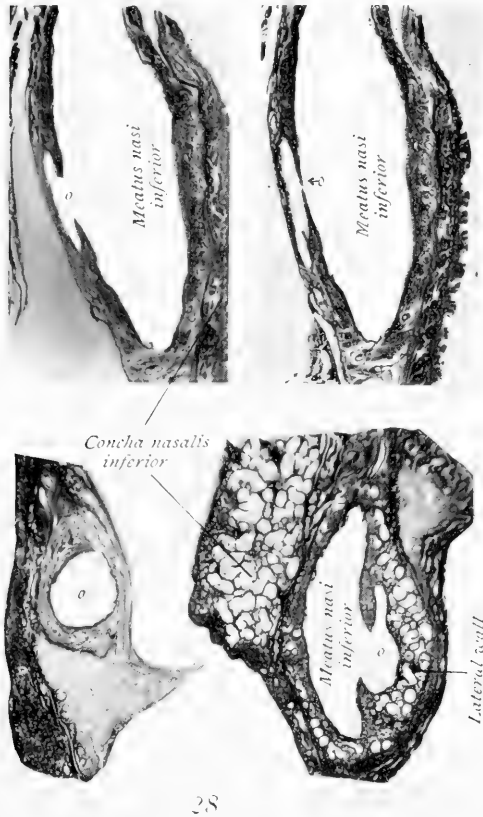 Meatus nasi
inferior
o
Meatus nasi
inferior
Concha nasalis
inferior
o
Meatus nasi
inferior
o
Lateral wall
28